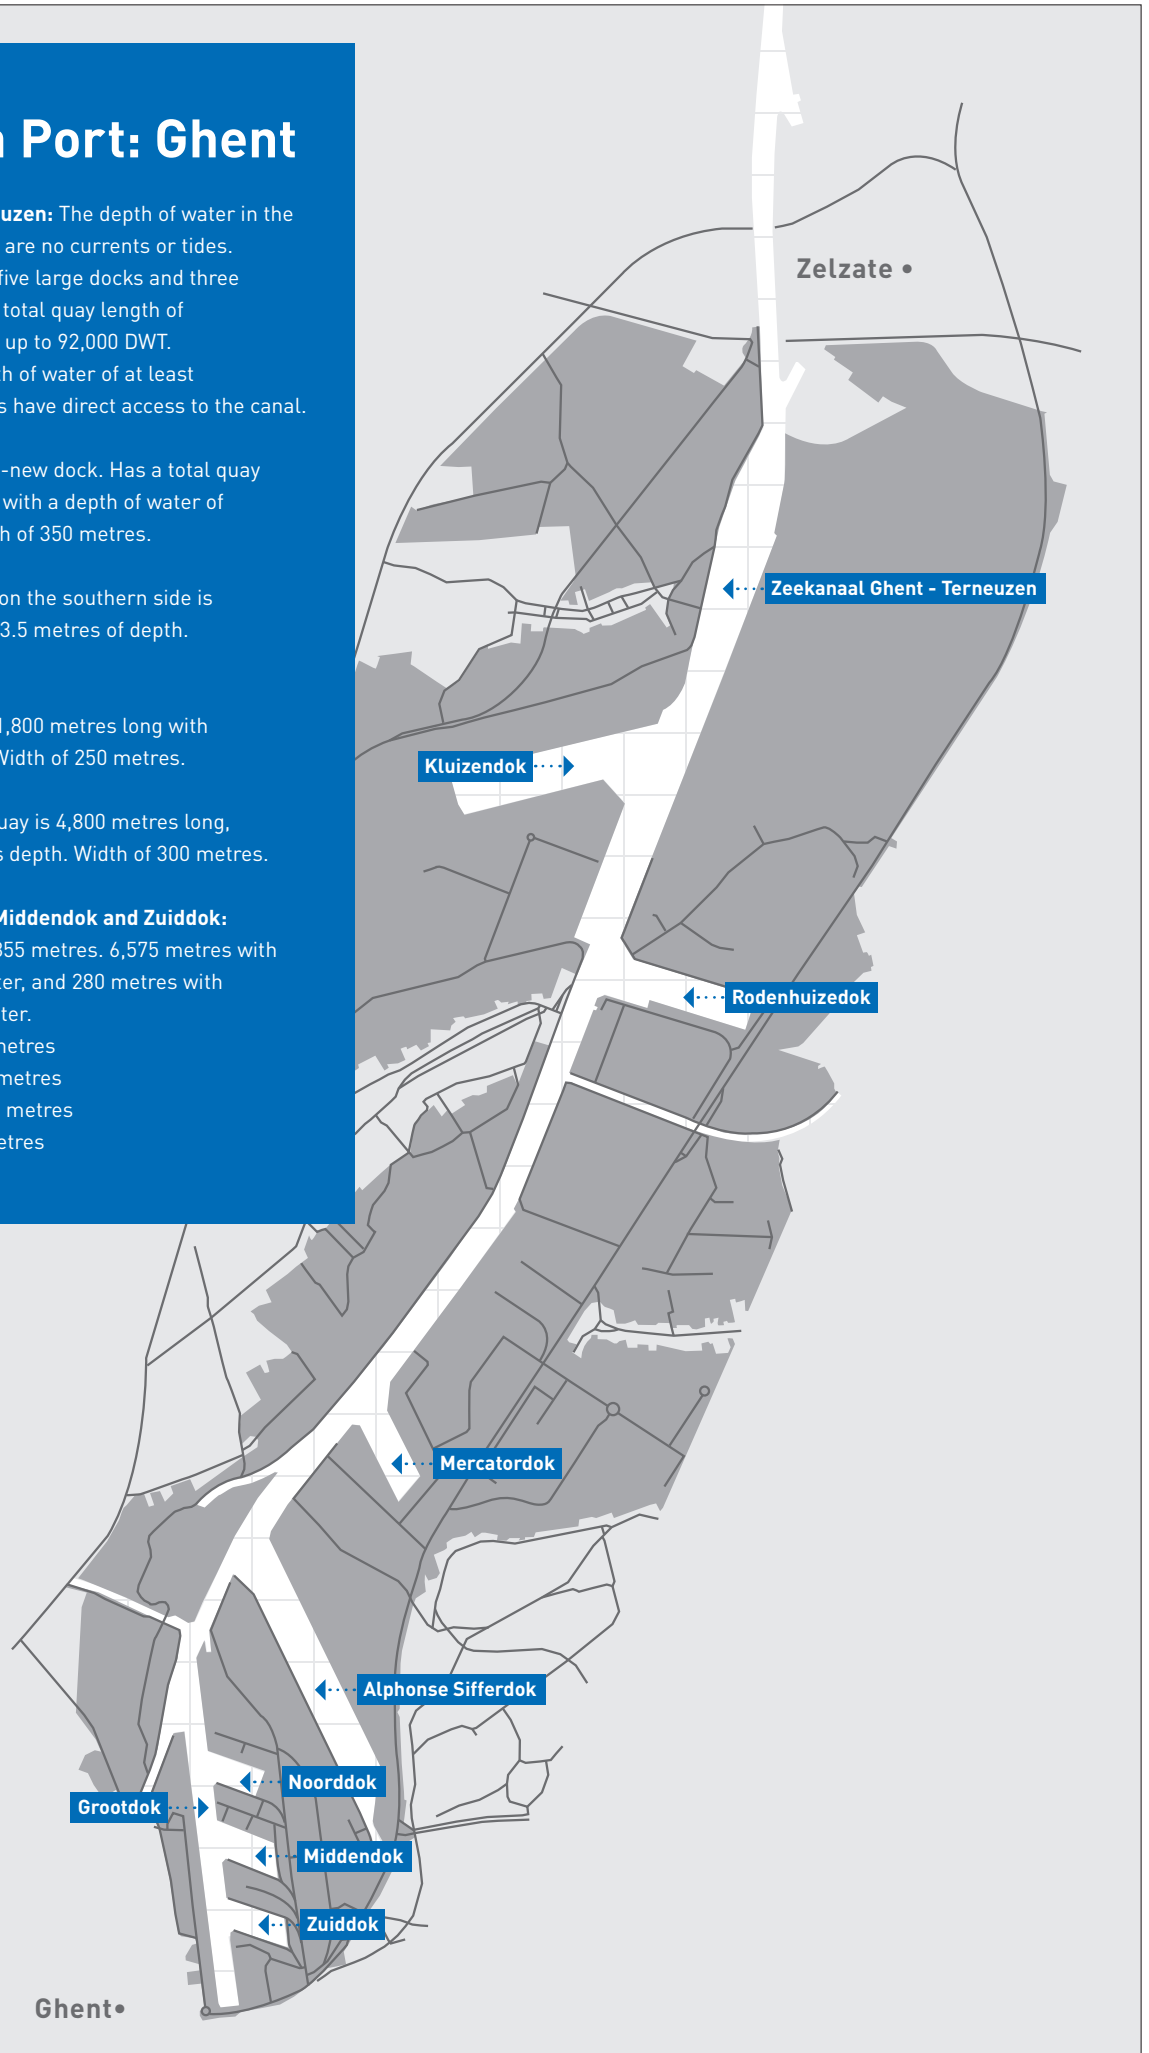 Port: Ghent
The depth of water in the
are no currents or tides.
five large docks and three
total quay length of
up to 92,000 DWT.
of water of at least
have direct access to the canal.
-new dock. Has a total quay
with a depth of water of
of 350 metres.
on the southern side is
3.5 metres of depth.
1,800 metres long with
Width of 250 metres.
is 4,800 metres long,
depth. Width of 300 metres.
Middendok and Zuiddok:
355 metres. 6,575 metres with
and 280 metres with
metres
metres
metres
Zelzate
Zeekanaal Ghent - Terneuzen
Kluizendok
Rodenhuizedok
Mercatordok
Alphonse Sifferdok
Noorddok
Grootdok
Middendok
Zuiddok
Ghent